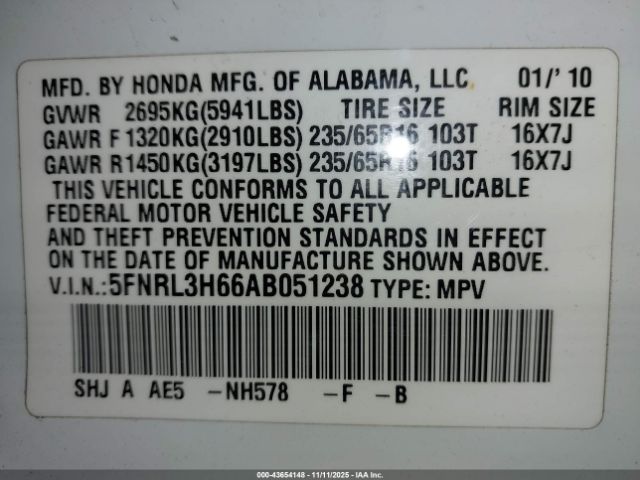 MFD. BY HONDA MFG. OF ALABAMA, LLC 01/'10
GVWR 2695KG(5941LBS) TIRE SIZE RIM SIZE
GAWR F 1320KG(2910LBS) 235/65R16 103T 16X7J
GAWR R 1450KG(3197LBS) 235/65R16 103T 16X7J
THIS VEHICLE CONFORMS TO ALL APPLICABLE
FEDERAL MOTOR VEHICLE SAFETY
AND THEFT PREVENTION STANDARDS IN EFFECT
ON THE DATE OF MANUFACTURE SHOWN ABOVE.
V.I.N.:5FNRL3H66AB051238 TYPE: MPV
SHJ A AE5 -NH578 -F -B
000-43654148 - 11/11/2025 - IAA Inc.